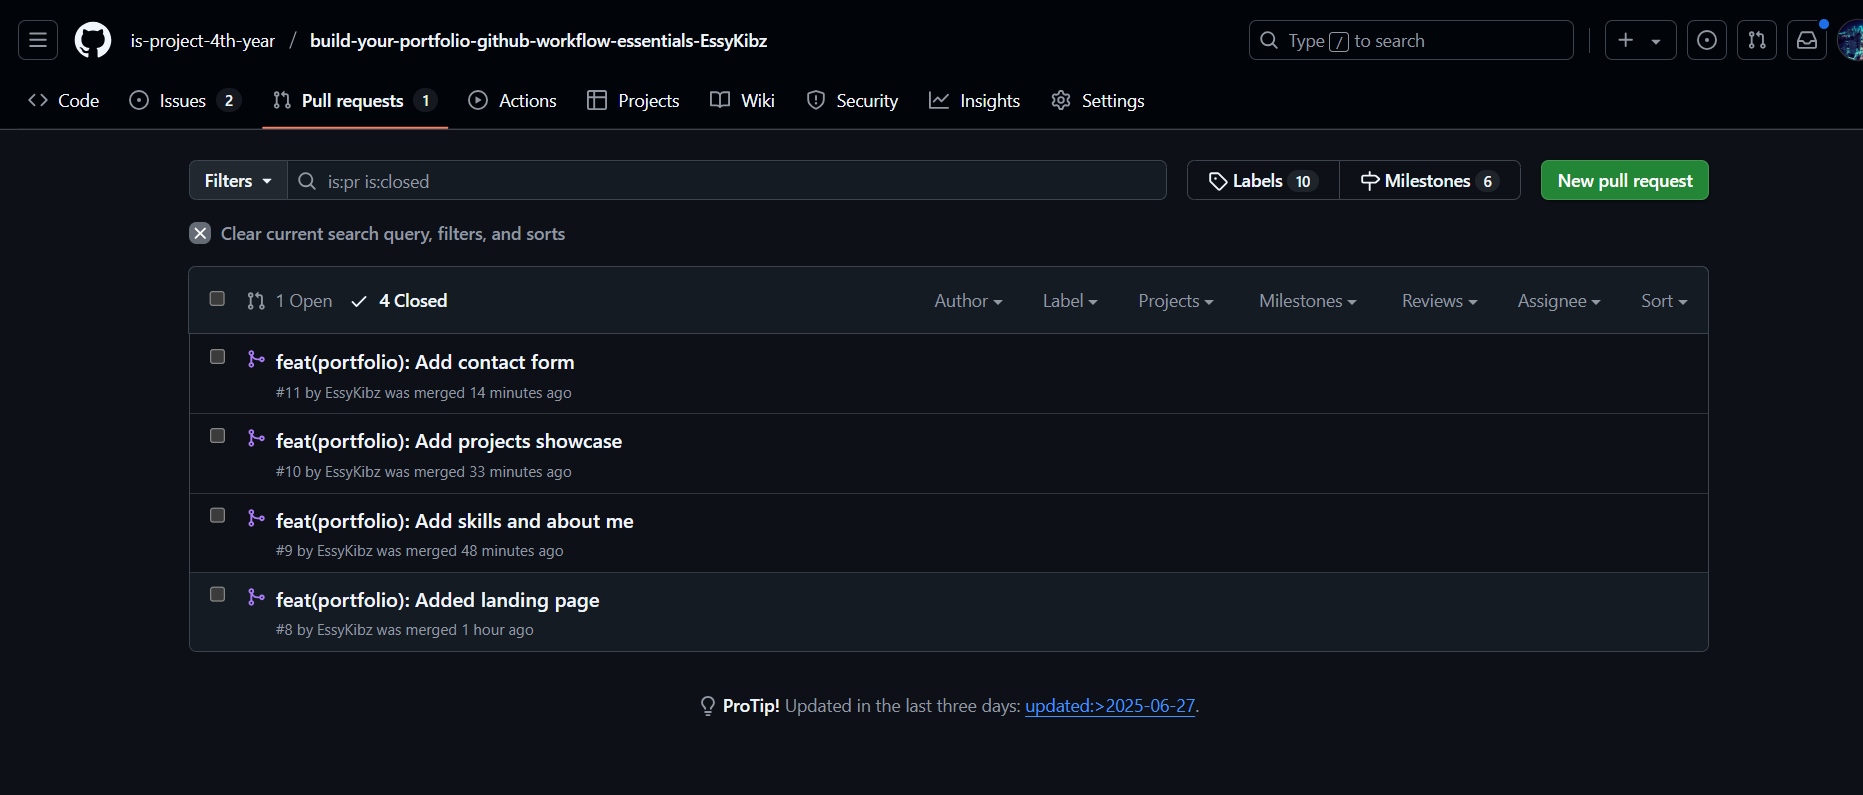 is-project-4th-year / build-your-portfolio-github-workflow-essentials-EssyKibz
Type / to search
Code
Issues 2
Pull requests 1
Actions
Projects
Wiki
Security
Insights
Settings
Filters
is:pr is:closed
Labels 10
Milestones 6
New pull request
Clear current search query, filters, and sorts
1 Open
4 Closed
Author
Label
Projects
Milestones
Reviews
Assignee
Sort
feat(portfolio): Add contact form
#11 by EssyKibz was merged 14 minutes ago
feat(portfolio): Add projects showcase
#10 by EssyKibz was merged 33 minutes ago
feat(portfolio): Add skills and about me
#9 by EssyKibz was merged 48 minutes ago
feat(portfolio): Added landing page
#8 by EssyKibz was merged 1 hour ago
ProTip! Updated in the last three days: updated:>2025-06-27.